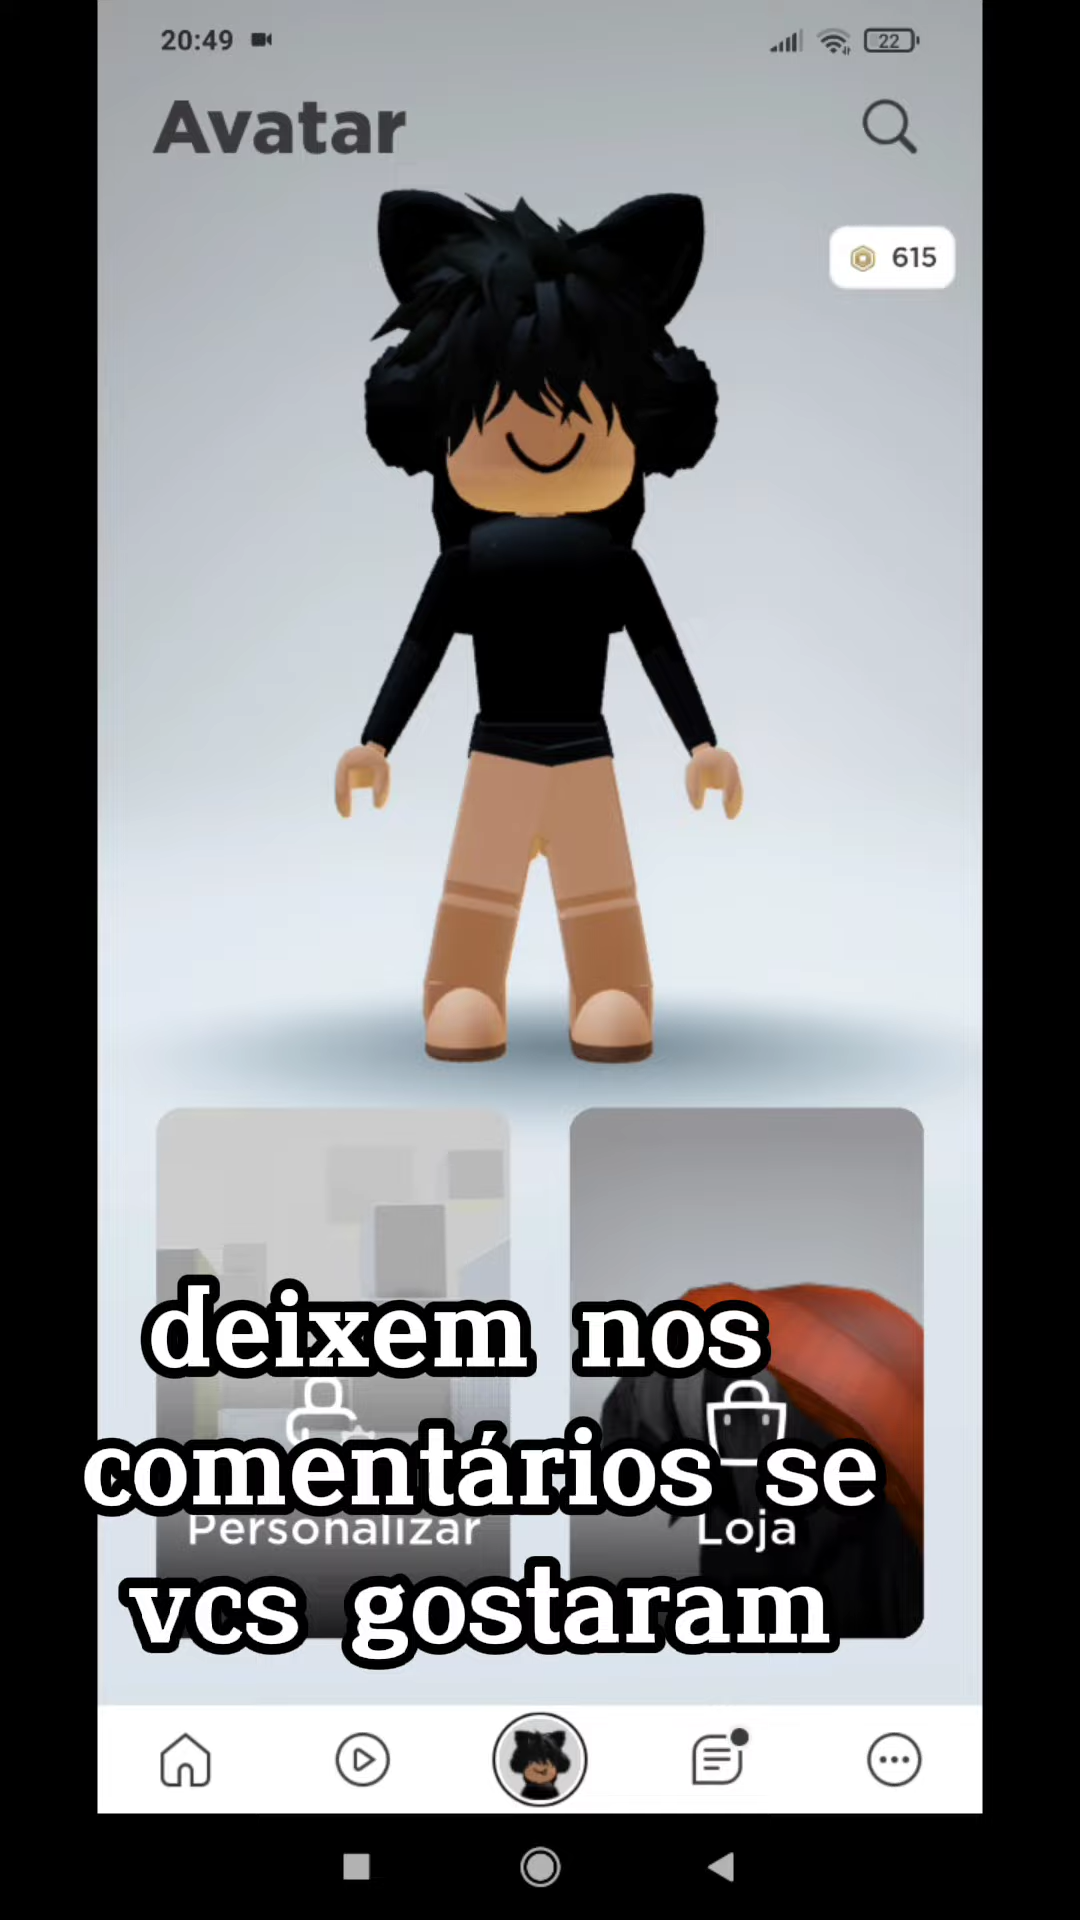 20:49
22
Avatar
615
deixem nos
comentários se
Personalizar
Loja
vcs gostaram